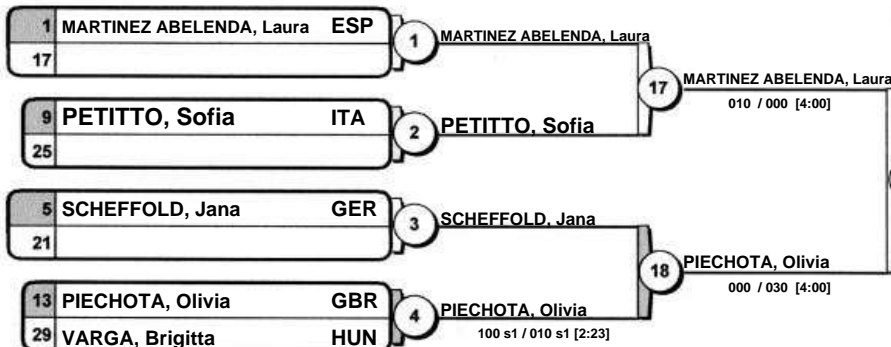 1 MARTINEZ ABELENDA, Laura ESP
17
1
MARTINEZ ABELENDA, Laura
9 PETITTO, Sofia ITA
25
2
PETITTO, Sofia
17
MARTINEZ ABELENDA, Laura
010 / 000 [4:00]
5 SCHEFFOLD, Jana GER
21
3
SCHEFFOLD, Jana
13 PIECHOTA, Olivia GBR
29 VARGA, Brigitta HUN
4
PIECHOTA, Olivia
100 s1 / 010 s1 [2:23]
18
PIECHOTA, Olivia
000 / 030 [4:00]